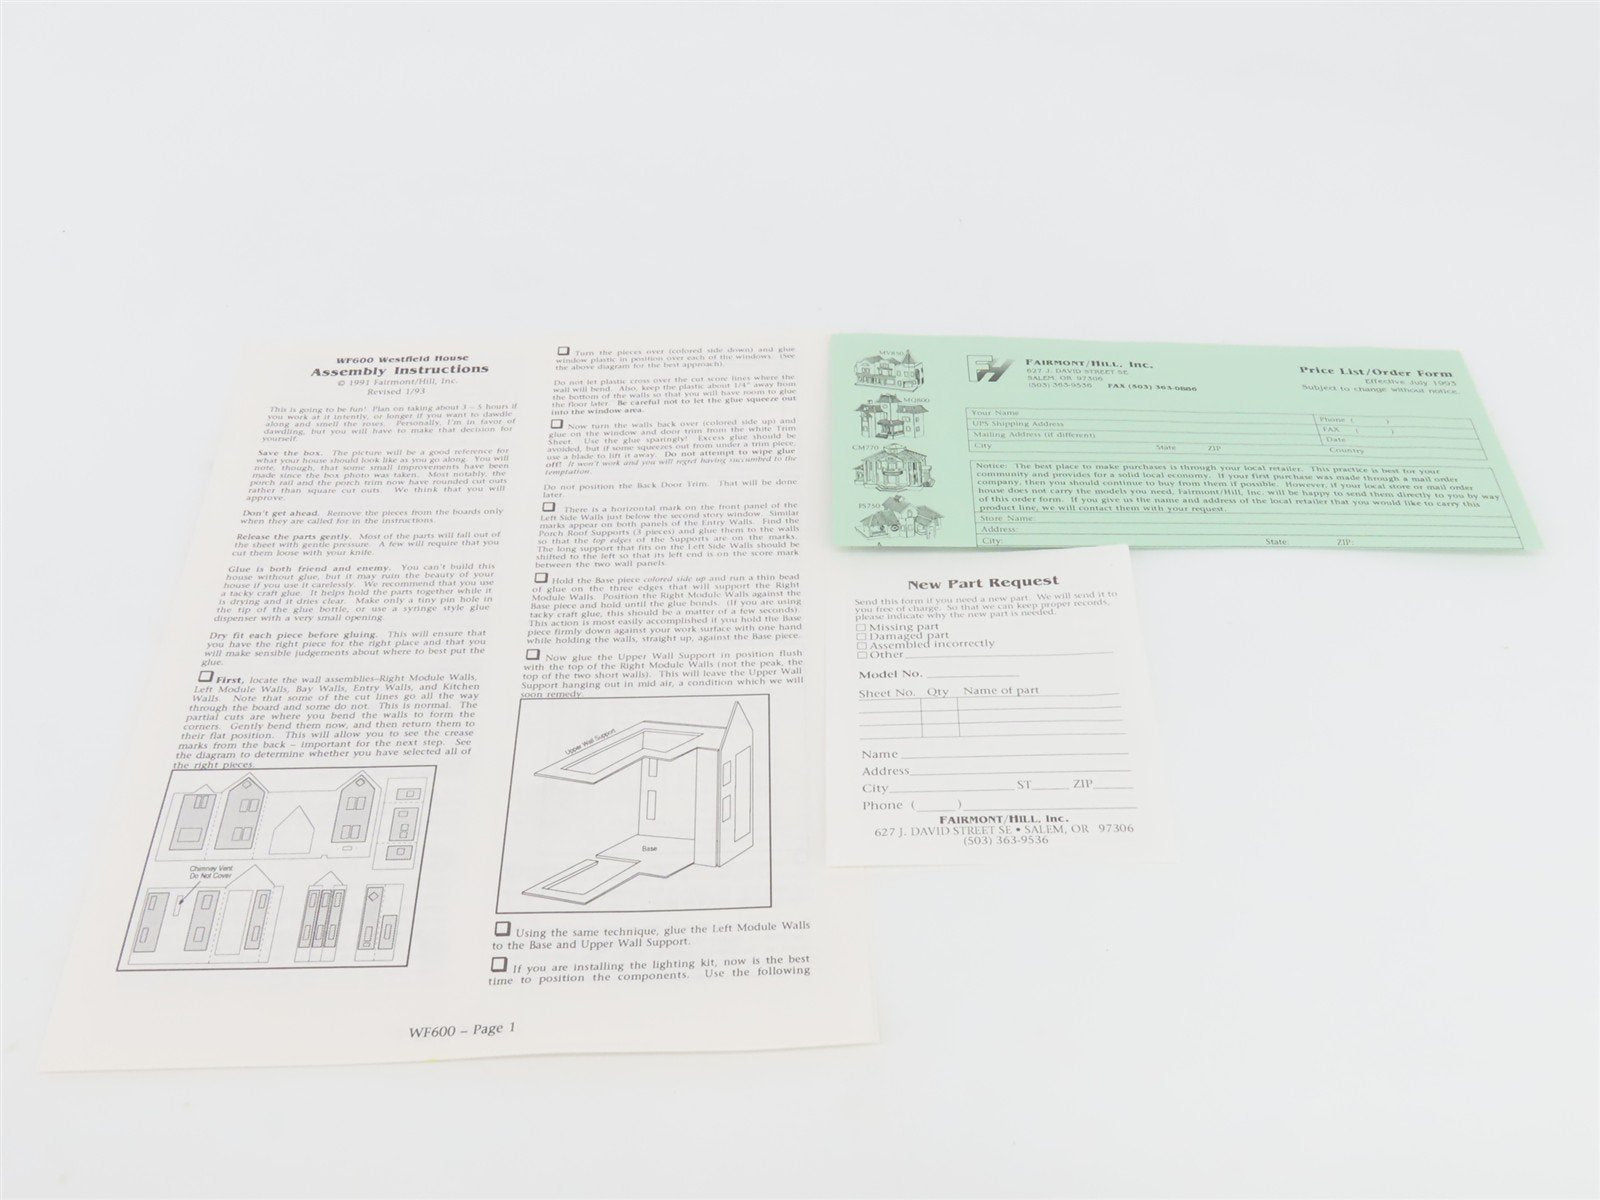 WF600 Westfield House
Assembly Instructions
© 1991 Fairmont/Hill, Inc.
Revised 1/93
This is going to be fun! Plan on taking about 3 – 5 hours if
you work at it intently, or longer if you want to dawdle
along and smell the roses. Personally, I'm in favor of
dawdling, but you will have to make that decision for
yourself.
Save the box. The picture will be a good reference for
what your house should look like as you go along. You will
note, though, that some small improvements have been
made since the box photo was taken. Most notably, the
porch rail and the porch trim now have rounded cut outs
rather than square cut outs. We think that you will
approve.
Don't get ahead. Remove the pieces from the boards only
when they are called for in the instructions.
Release the parts gently. Most of the parts will fall out of
the sheet with gentle pressure. A few will require that you
cut them loose with your knife.
Glue is both friend and enemy. You can't build this
house without glue, but it may ruin the beauty of your
house if you use it carelessly. We recommend that you use
a tacky craft glue. It helps hold the parts together while it
is drying and it dries clear. Make only a tiny pin hole in
the tip of the glue bottle, or use a syringe style glue
dispenser with a very small opening.
Dry fit each piece before gluing. This will ensure that
you have the right piece for the right place and that you
will make sensible judgements about where to best put the
glue.
First, locate the wall assemblies–Right Module Walls,
Left Module Walls, Bay Walls, Entry Walls, and Kitchen
Walls. Note that some of the cut lines go all the way
through the board and some do not. This is normal. The
partial cuts are where you bend the walls to form the
corners. Gently bend them now, and then return them to
their flat position. This will allow you to see the crease
marks from the back – important for the next step. See
the diagram to determine whether you have selected all of
the right pieces.
Chimney Vent
Do Not Cover
Turn the pieces over (colored side down) and glue
window plastic in position over each of the windows. (See
the above diagram for the best approach).
Do not let plastic cross over the cut score lines where the
wall will bend. Also, keep the plastic about 1/4" away from
the bottom of the walls so that you will have room to glue
the floor later. Be careful not to let the glue squeeze out
into the window area.
Now turn the walls back over (colored side up) and
glue on the window and door trim from the white Trim
Sheet. Use the glue sparingly! Excess glue should be
avoided, but if some squeezes out from under a trim piece,
use a blade to lift it away. Do not attempt to wipe glue
off! It won't work and you will regret having succumbed to the
temptation.
Do not position the Back Door Trim. That will be done
later.
There is a horizontal mark on the front panel of the
Left Side Walls just below the second story window. Similar
marks appear on both panels of the Entry Walls. Find the
Porch Roof Supports (3 pieces) and glue them to the walls
so that the top edges of the Supports are on the marks.
The long support that fits on the Left Side Walls should be
shifted to the left so that its left end is on the score mark
between the two wall panels.
Hold the Base piece colored side up and run a thin bead
of glue on the three edges that will support the Right
Module Walls. Position the Right Module Walls against the
Base piece and hold until the glue bonds. (If you are using
tacky craft glue, this should be a matter of a few seconds).
This action is most easily accomplished if you hold the Base
piece firmly down against your work surface with one hand
while holding the walls, straight up, against the Base piece.
Now glue the Upper Wall Support in position flush
with the top of the Right Module Walls (not the peak, the
top of the two short walls). This will leave the Upper Wall
Support hanging out in mid air, a condition which we will
soon remedy.
Upper Wall Support
Base
Using the same technique, glue the Left Module Walls
to the Base and Upper Wall Support.
If you are installing the lighting kit, now is the best
time to position the components. Use the following
WF600 – Page 1
MV850
MQ800
CM770
PS750
FH
FAIRMONT/HILL, Inc.
627 J. DAVID STREET SE
SALEM, OR 97306
(503) 363-9536 FAX (503) 363-0886
Price List/Order Form
Effective July 1993
Subject to change without notice.
Your Name
UPS Shipping Address
Mailing Address (if different)
City State ZIP
Phone ( )
FAX ( )
Date
Country
Notice: The best place to make purchases is through your local retailer. This practice is best for your
community and provides for a solid local economy. If your first purchase was made through a mail order
company, then you should continue to buy from them if possible. However, if your local store or mail order
house does not carry the models you need, Fairmont/Hill, Inc. will be happy to send them directly to you by way
of this order form. If you give us the name and address of the local retailer that you would like to carry this
product line, we will contact them with your request.
Store Name:
Address:
City: State: ZIP:
New Part Request
Send this form if you need a new part. We will send it to
you free of charge. So that we can keep proper records,
please indicate why the new part is needed.
Missing part
Damaged part
Assembled incorrectly
Other
Model No.
Sheet No. Qty Name of part
Name
Address
City ST ZIP
Phone ( )
FAIRMONT/HILL, Inc.
627 J. DAVID STREET SE • SALEM, OR 97306
(503) 363-9536